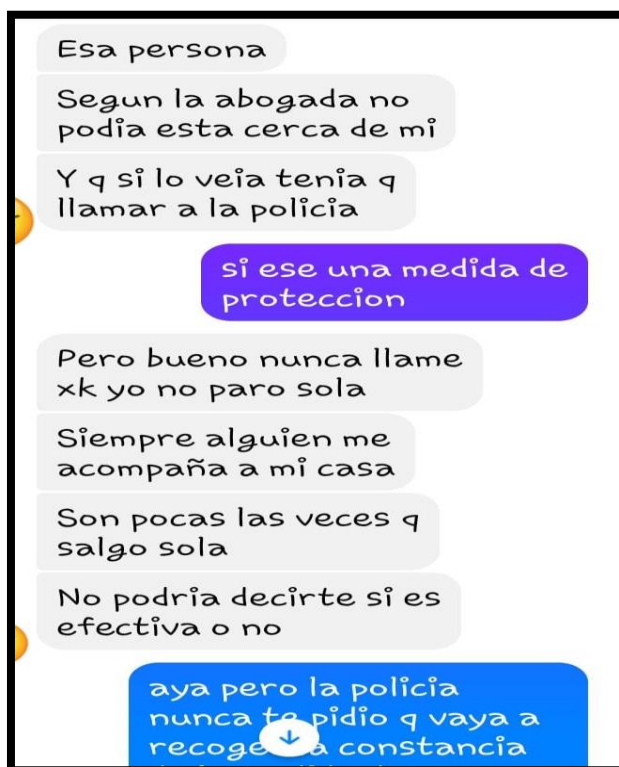 Esa persona
Segun la abogada no
podia esta cerca de mi
Y q si lo veia tenia q
llamar a la policia
si ese una medida de
proteccion
Pero bueno nunca llame
xk yo no paro sola
Siempre alguien me
acompaña a mi casa
Son pocas las veces q
salgo sola
No podria decirte si es
efectiva o no
aya pero la policia
nunca te pidio q vaya a
constancia